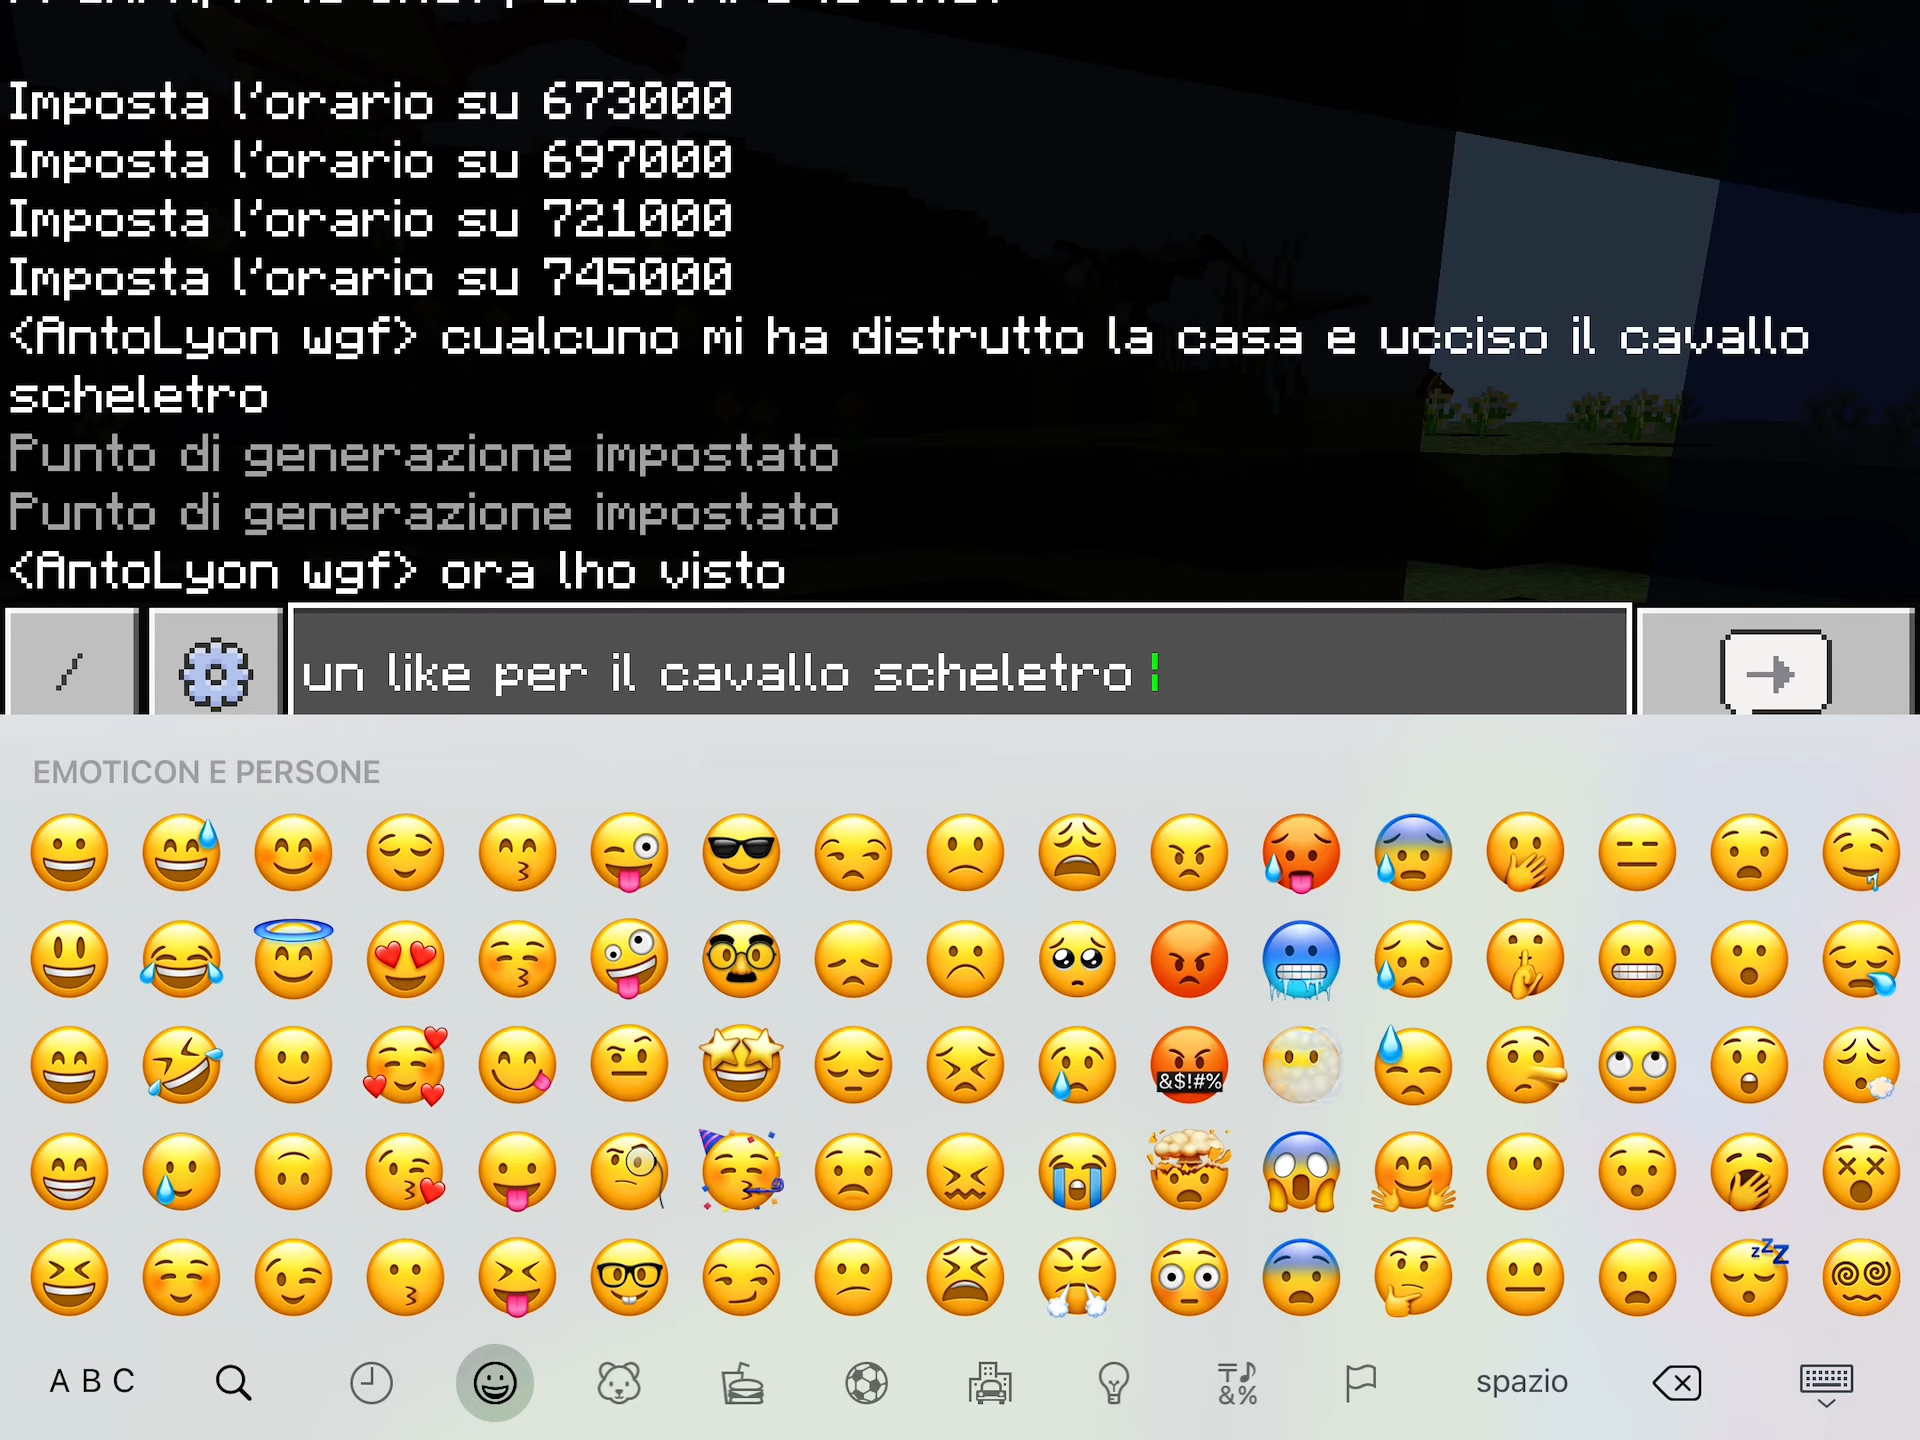 Imposta l'orario su 673000
Imposta l'orario su 697000
Imposta l'orario su 721000
Imposta l'orario su 745000
<AntoLyon wgf> cualcuno mi ha distrutto la casa e ucciso il cavallo
scheletro
Punto di generazione impostato
Punto di generazione impostato
<AntoLyon wgf> ora lho visto
/
un like per il cavallo scheletro
EMOTICON E PERSONE
&$!#%
zzZ
ABC
&%
spazio